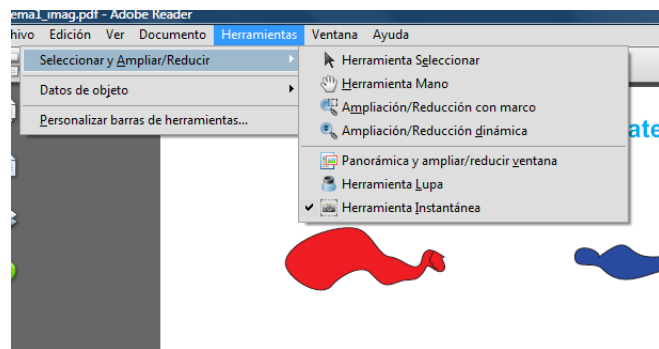 ema1_imag.pdf - Adobe Reader
hivo Edición Ver Documento Herramientas Ventana Ayuda
Seleccionar y Ampliar/Reducir
Datos de objeto
Personalizar barras de herramientas...
Herramienta Seleccionar
Herramienta Mano
Ampliación/Reducción con marco
Ampliación/Reducción dinámica
Panorámica y ampliar/reducir ventana
Herramienta Lupa
Herramienta Instantánea
ate